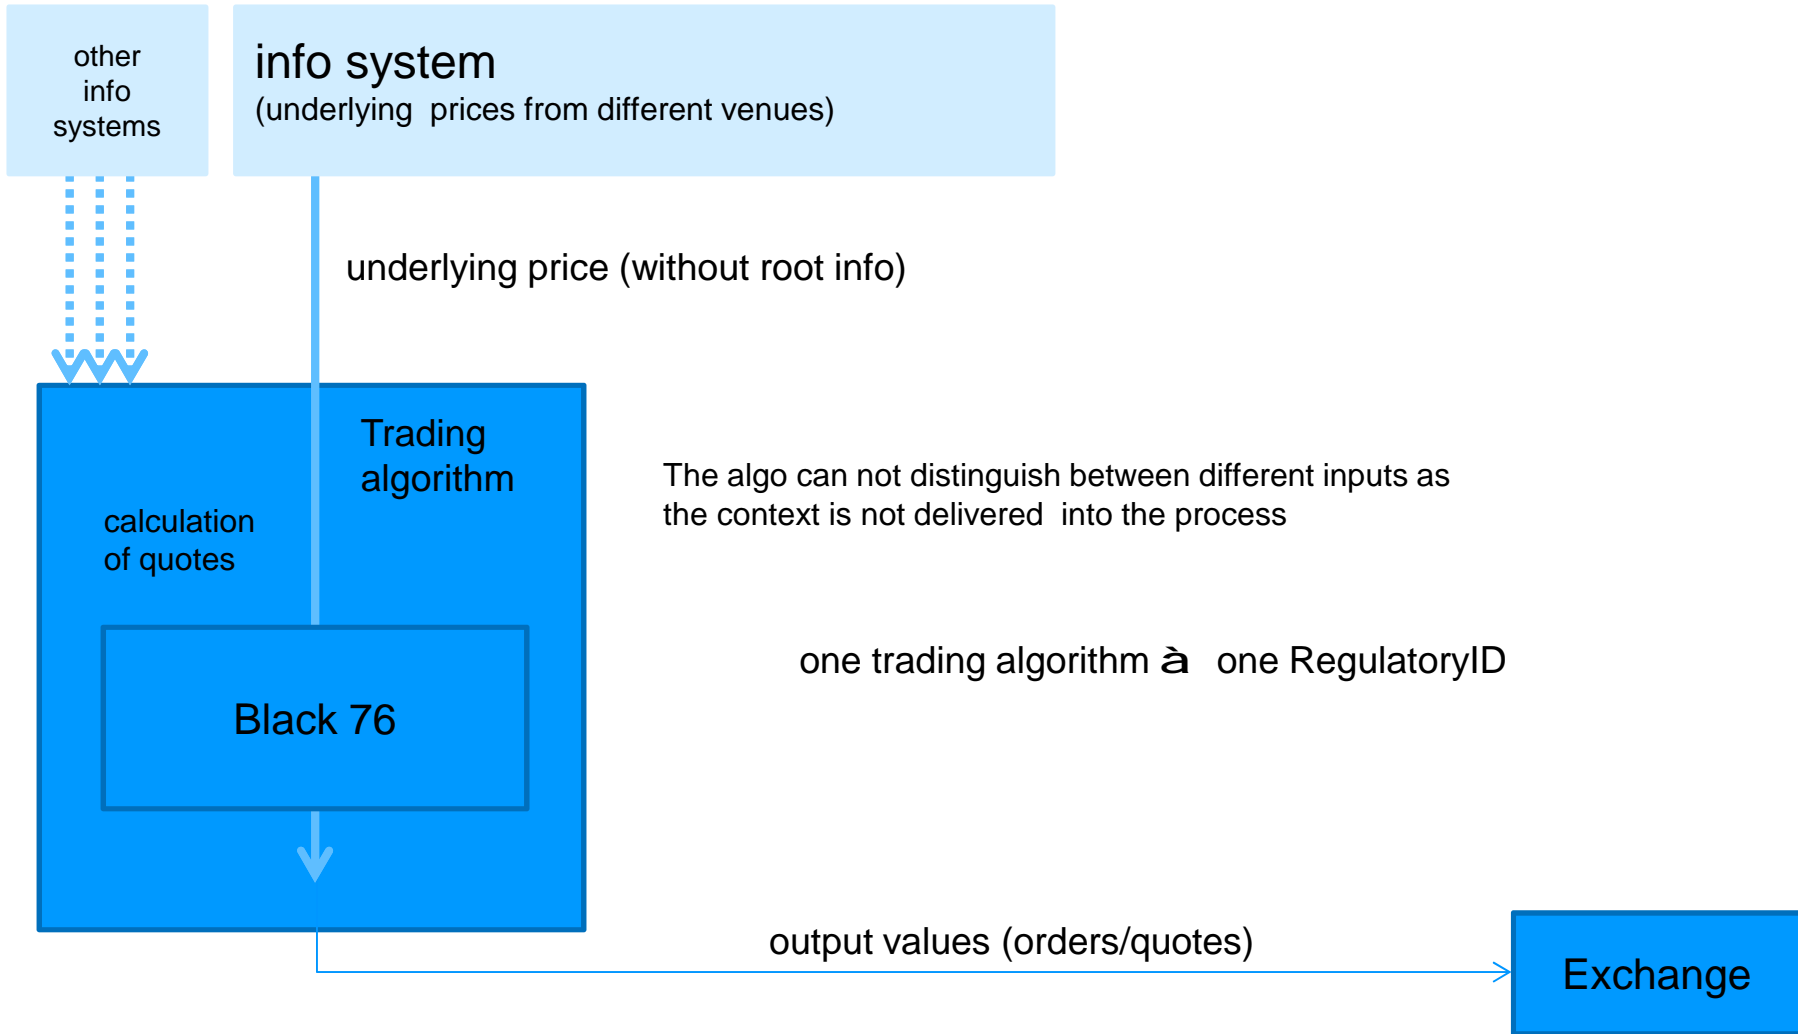 other
info
systems
info system
(underlying  prices from different venues)
underlying price (without root info)
Trading
algorithm
calculation
of quotes
The algo can not distinguish between different inputs as
the context is not delivered  into the process
one trading algorithm à  one RegulatoryID
Black 76
output values (orders/quotes)
Exchange